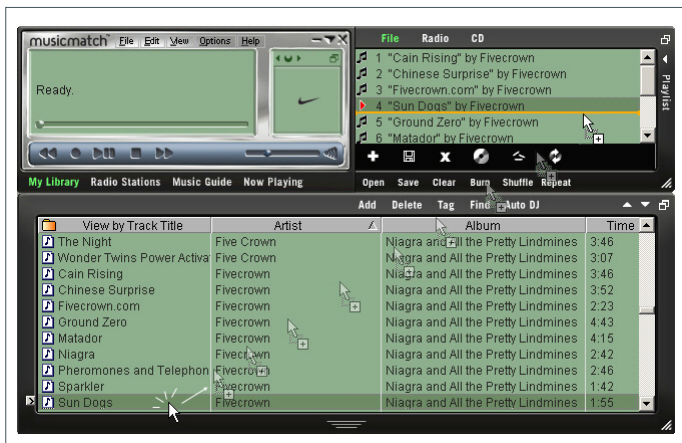 musicmatch File Edit View Options Help
File Radio CD
Ready.
1 "Cain Rising" by Fivecrown
2 "Chinese Surprise" by Fivecrown
3 "Fivecrown.com" by Fivecrown
4 "Sun Dogs" by Fivecrown
5 "Ground Zero" by Fivecrown
6 "Matador" by Fivecrown
Playlist
My Library Radio Stations Music Guide Now Playing
Open Save Clear Burn Shuffle Repeat
Add Delete Tag Find Auto DJ
View by Track Title Artist Album Time
The Night Five Crown Niagra and All the Pretty Lindmines 3:46
Wonder Twins Power Activa Five Crown Niagra and All the Pretty Lindmines 3:07
Cain Rising Fivecrown Niagra and All the Pretty Lindmines 3:46
Chinese Surprise Fivecrown Niagra and All the Pretty Lindmines 3:52
Fivecrown.com Fivecrown Niagra and All the Pretty Lindmines 2:23
Ground Zero Fivecrown Niagra and All the Pretty Lindmines 4:43
Matador Fivecrown Niagra and All the Pretty Lindmines 4:15
Niagra Fivecrown Niagra and All the Pretty Lindmines 2:42
Pheromones and Telephon Fivecrown Niagra and All the Pretty Lindmines 2:46
Sparkler Fivecrown Niagra and All the Pretty Lindmines 1:42
Sun Dogs Fivecrown Niagra and All the Pretty Lindmines 1:55